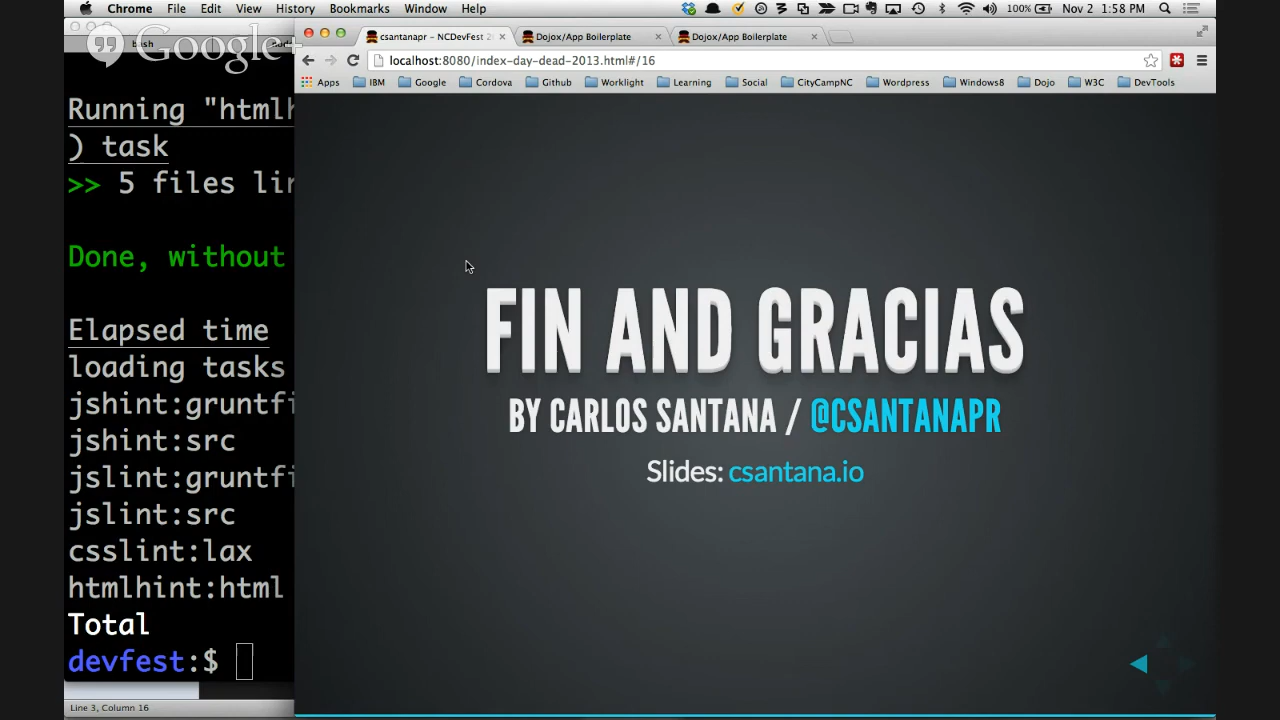 Chrome File Edit View History Bookmarks Window Help 100% Nov 2 1:58 PM
Google+
bash
csantanapr – NCDevFest 2 Dojox/App Boilerplate Dojox/App Boilerplate
localhost:8080/index-day-dead-2013.html#/16
Apps IBM Google Cordova Github Worklight Learning Social CityCampNC Wordpress Windows8 Dojo W3C DevTools
Running "htmlh
) task
>> 5 files lin
Done, without
Elapsed time
loading tasks
jshint:gruntfi
jshint:src
jslint:gruntfi
jslint:src
csslint:lax
htmlhint:html
Total
devfest:$
Line 3, Column 16
FIN AND GRACIAS
BY CARLOS SANTANA / @CSANTANAPR
Slides: csantana.io